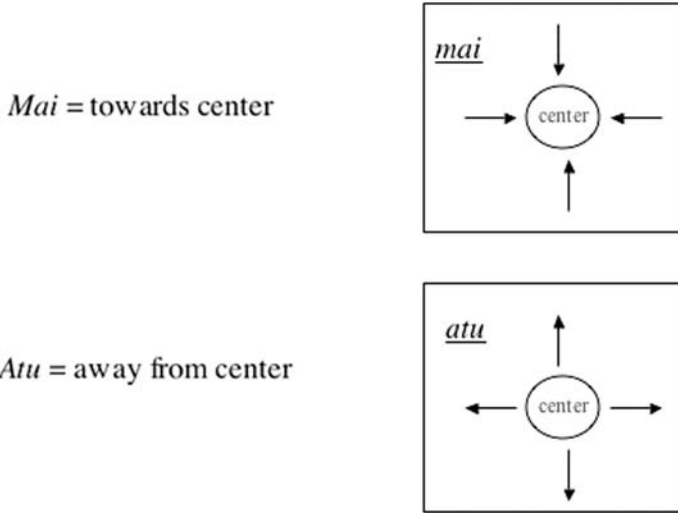 Mai = towards center
mai
center
Atu = away from center
atu
center